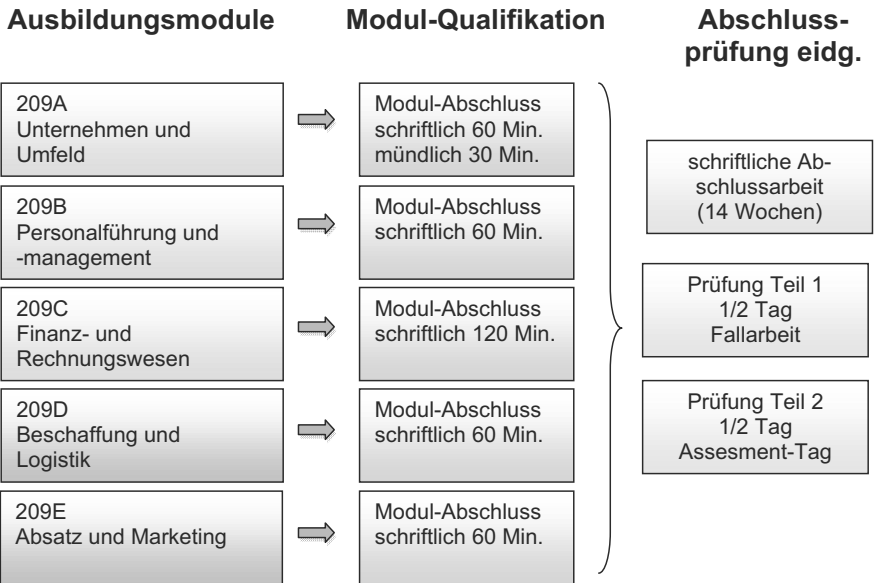 Ausbildungsmodule
Modul-Qualifikation
Abschluss-
prüfung eidg.
209A
Unternehmen und
Umfeld
Modul-Abschluss
schriftlich 60 Min.
mündlich 30 Min.
209B
Personalführung und
-management
Modul-Abschluss
schriftlich 60 Min.
209C
Finanz- und
Rechnungswesen
Modul-Abschluss
schriftlich 120 Min.
209D
Beschaffung und
Logistik
Modul-Abschluss
schriftlich 60 Min.
209E
Absatz und Marketing
Modul-Abschluss
schriftlich 60 Min.
schriftliche Ab-
schlussarbeit
(14 Wochen)
Prüfung Teil 1
1/2 Tag
Fallarbeit
Prüfung Teil 2
1/2 Tag
Assesment-Tag